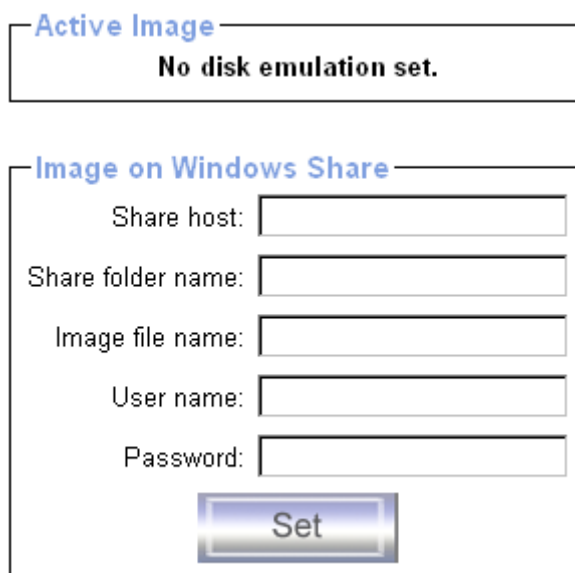 Active Image
No disk emulation set.
Image on Windows Share
Share host:
Share folder name:
Image file name:
User name:
Password:
Set